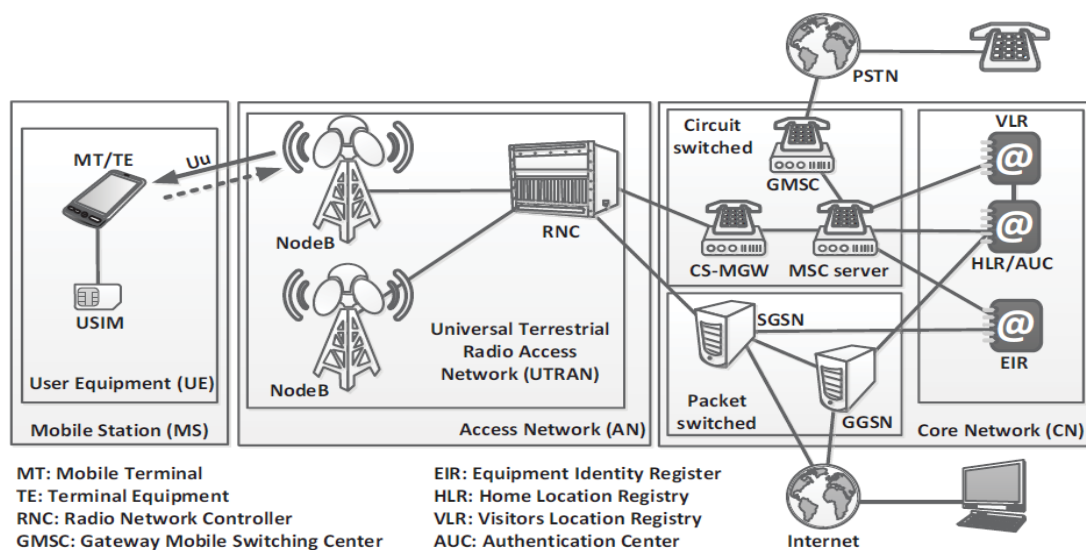 PSTN
Circuit
switched
GMSC
VLR
MT/TE
Uu
NodeB
RNC
CS-MGW
MSC server
HLR/AUC
USIM
NodeB
Universal Terrestrial
Radio Access
Network (UTRAN)
SGSN
EIR
Packet
switched
GGSN
User Equipment (UE)
Mobile Station (MS)
Access Network (AN)
Core Network (CN)
MT: Mobile Terminal
TE: Terminal Equipment
RNC: Radio Network Controller
GMSC: Gateway Mobile Switching Center
EIR: Equipment Identity Register
HLR: Home Location Registry
VLR: Visitors Location Registry
AUC: Authentication Center
Internet
@
@
@